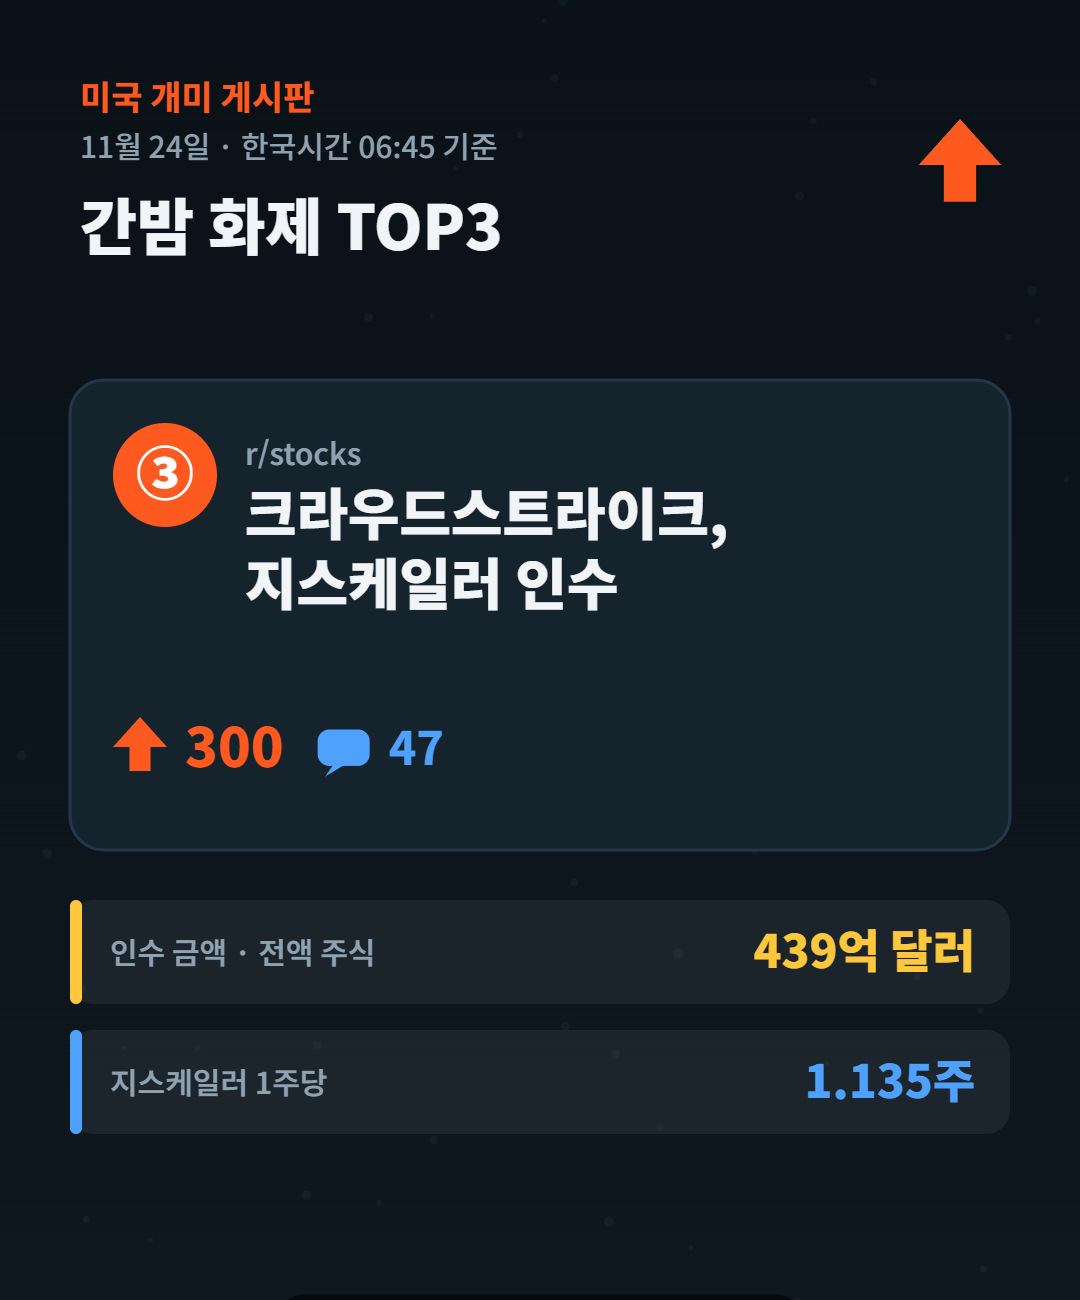 미국 개미 게시판
11월 24일 · 한국시간 06:45 기준
간밤 화제 TOP3
③
r/stocks
크라우드스트라이크,
지스케일러 인수
300
47
인수 금액 · 전액 주식
439억 달러
지스케일러 1주당
1.135주